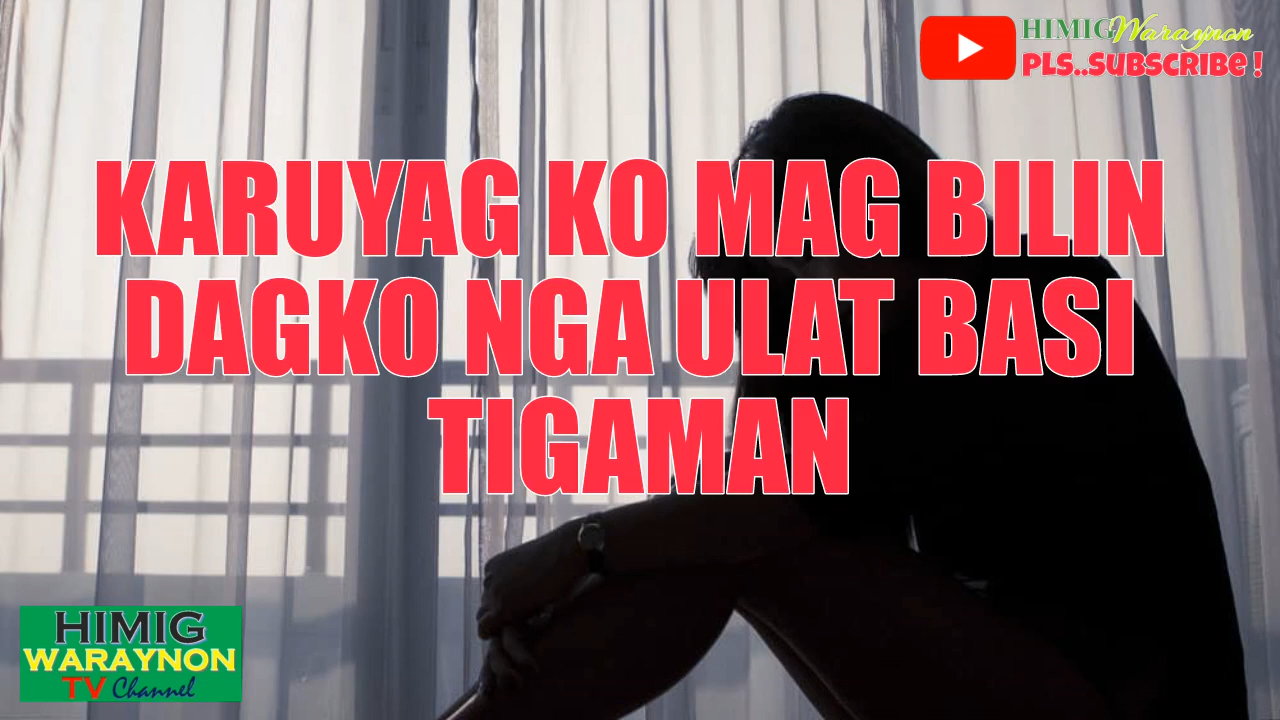 HIMIG Waraynon
PLS..SUBSCRIBE !
KARUYAG KO MAG BILIN
DAGKO NGA ULAT BASI
TIGAMAN
HIMIG
WARAYNON
TV Channel